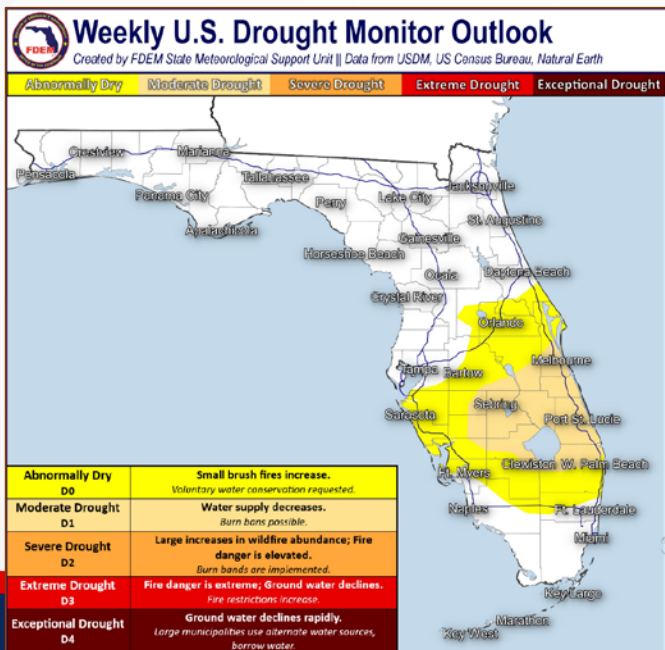 Weekly U.S. Drought Monitor Outlook
Created by FDEM State Meteorological Support Unit || Data from USDM, US Census Bureau, Natural Earth
FDEM
Abnormally Dry Moderate Drought Severe Drought Extreme Drought Exceptional Drought
Crestview
Marianna
Pensacola
Tallahassee
Jacksonville
Panama City
Lake City
Perry
St. Augustine
Apalachicola
Gainesville
Horseshoe Beach
Ocala
Daytona Beach
Crystal River
Orlando
Melbourne
Tampa
Bartow
Sebring
Sarasota
Port St. Lucie
Clewiston
W. Palm Beach
Ft. Myers
Naples
Ft. Lauderdale
Miami
Key Largo
Marathon
Key West
Abnormally Dry
D0
Small brush fires increase.
Voluntary water conservation requested.
Moderate Drought
D1
Water supply decreases.
Burn bans possible.
Severe Drought
D2
Large increases in wildfire abundance; Fire
danger is elevated.
Burn bands are implemented.
Extreme Drought
D3
Fire danger is extreme; Ground water declines.
Fire restrictions increase.
Exceptional Drought
D4
Ground water declines rapidly.
Large municipalities use alternate water sources,
borrow water.